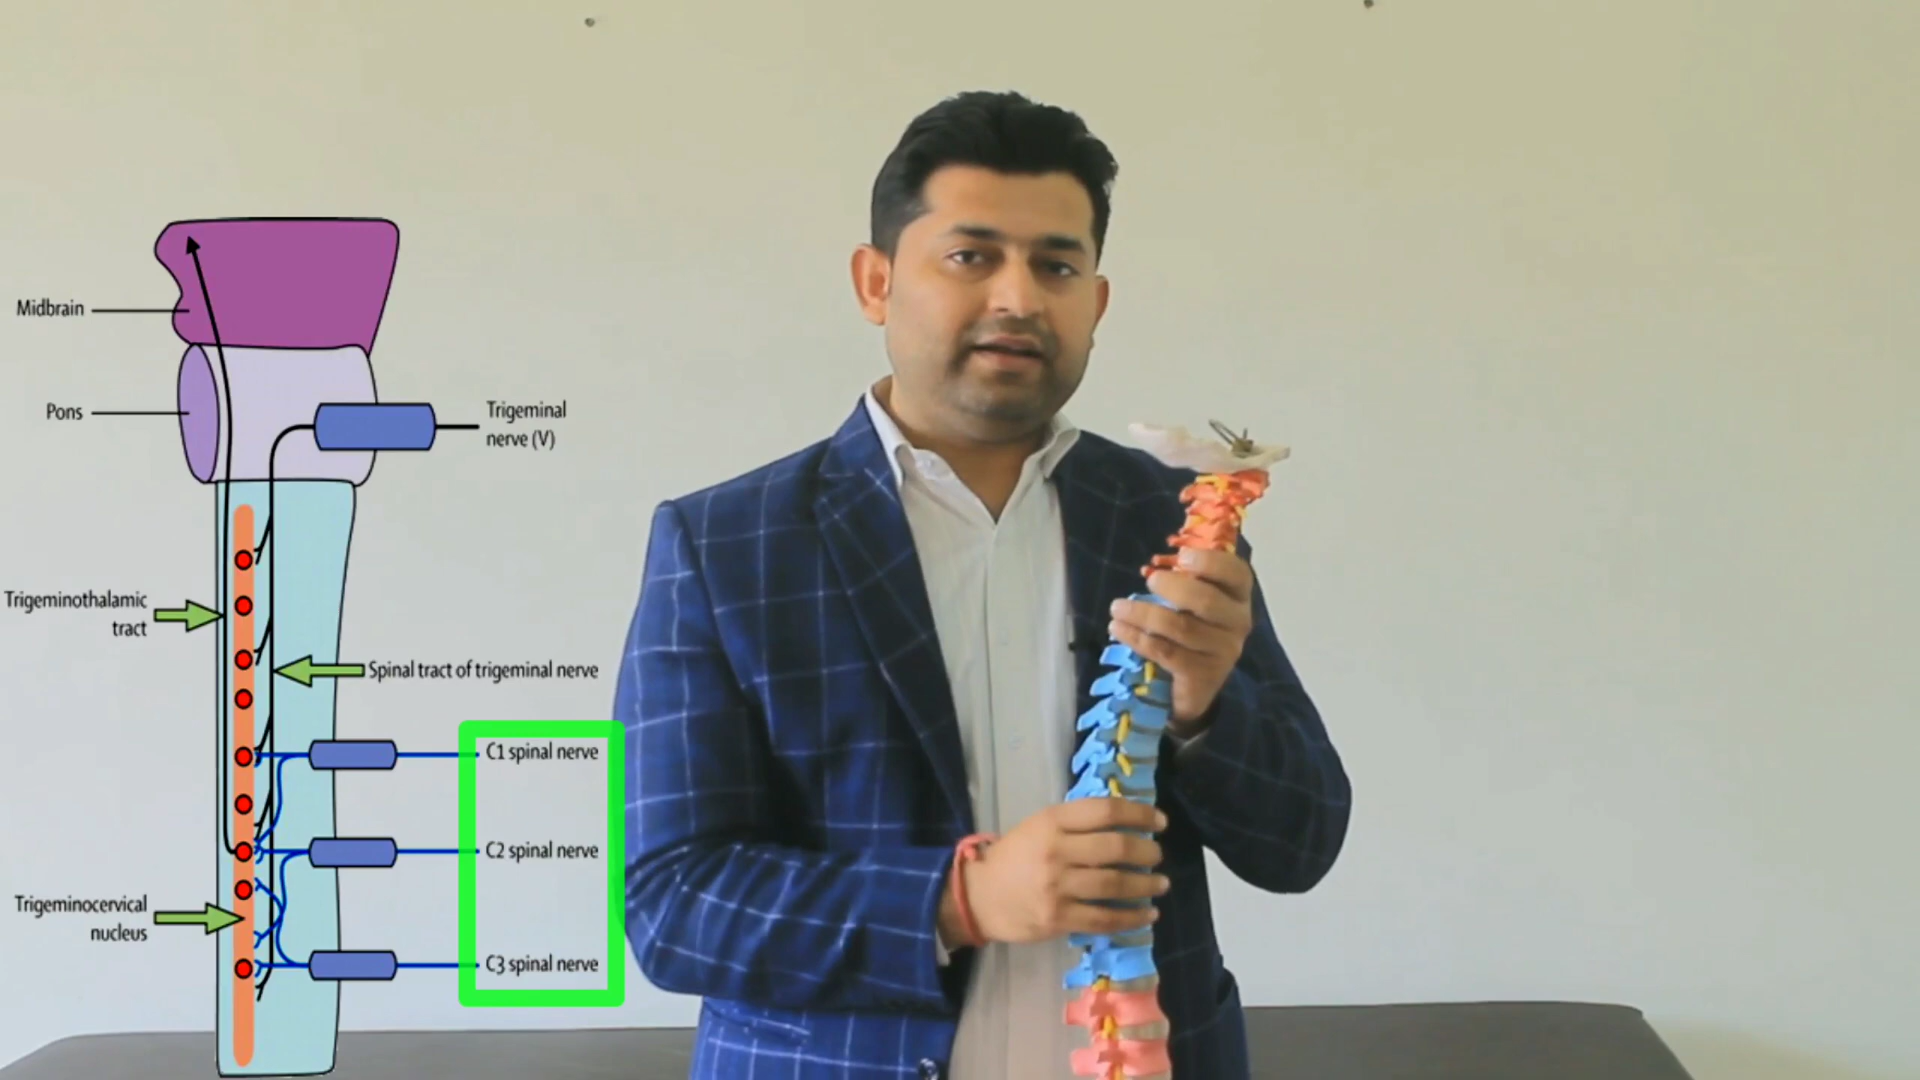 Midbrain
Pons
Trigeminal
nerve (V)
Trigeminothalamic
tract
Spinal tract of trigeminal nerve
C1 spinal nerve
C2 spinal nerve
Trigeminocervical
nucleus
C3 spinal nerve